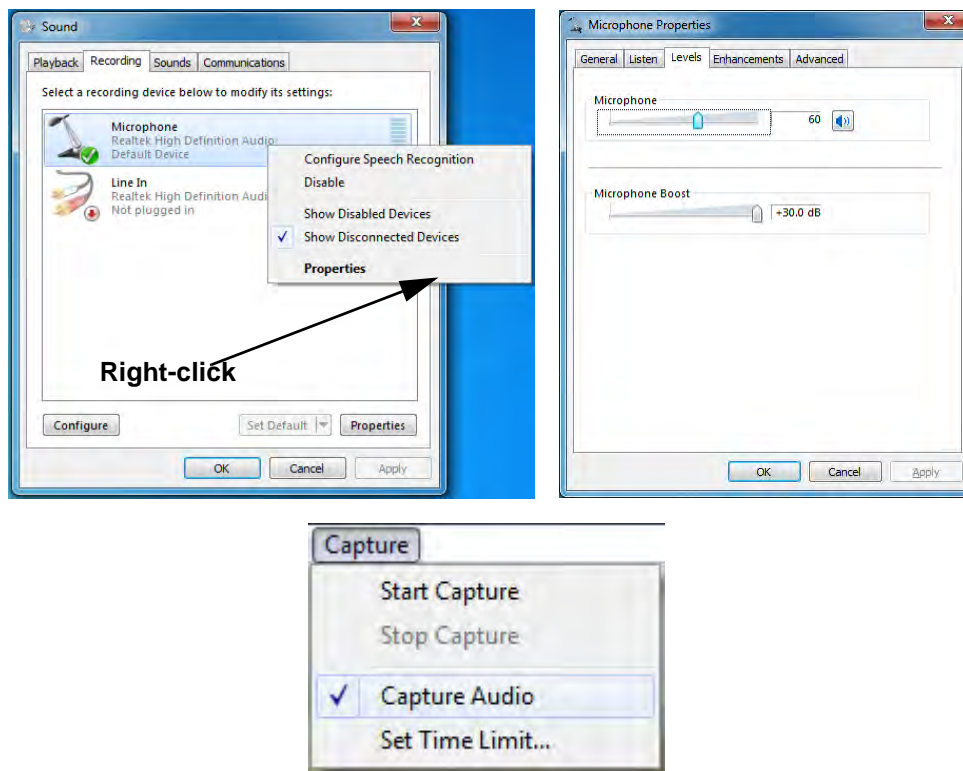 Sound
Playback Recording Sounds Communications
Select a recording device below to modify its settings:
Microphone
Realtek High Definition Audio
Default Device
Line In
Realtek High Definition Audi
Not plugged in
Configure Speech Recognition
Disable
Show Disabled Devices
Show Disconnected Devices
Properties
Right-click
Configure Set Default Properties
OK Cancel Apply
Microphone Properties
General Listen Levels Enhancements Advanced
Microphone
60
Microphone Boost
+30.0 dB
OK Cancel Apply
Capture
Start Capture
Stop Capture
Capture Audio
Set Time Limit...